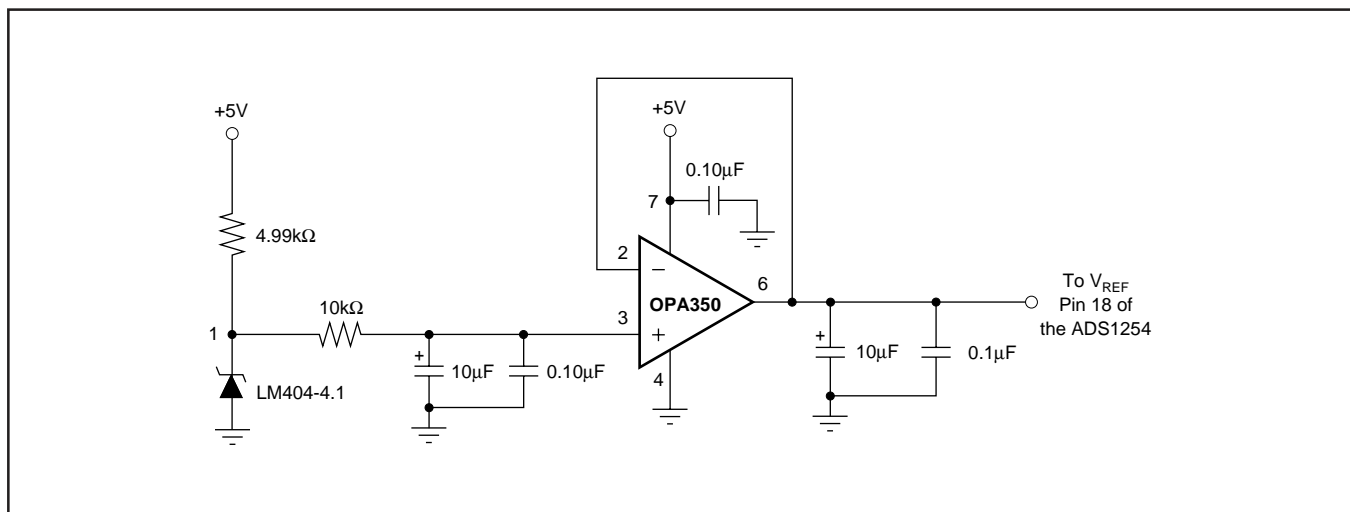 +5V
4.99kΩ
1
10kΩ
LM404-4.1
+
10µF
0.10µF
+5V
7
0.10µF
2
−
OPA350
3
+
4
6
+
10µF
0.1µF
To VREF
Pin 18 of
the ADS1254